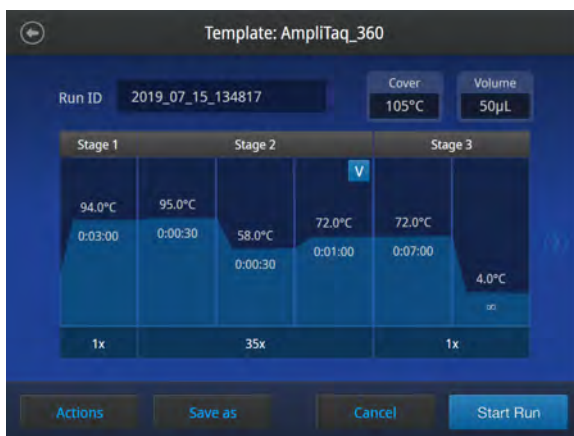 Template: AmpliTaq_360
Run ID 2019_07_15_134817
Cover
105°C
Volume
50µL
Stage 1 Stage 2 Stage 3
V
94.0°C 95.0°C 58.0°C 72.0°C 72.0°C 4.0°C
0:03:00 0:00:30 0:00:30 0:01:00 0:07:00 ∞
1x 35x 1x
Actions Save as Cancel Start Run